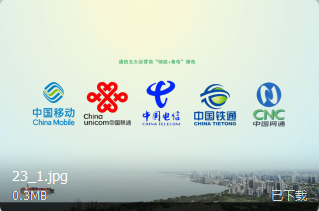 中国移动
China Mobile
China
unicom中国联通
中国电信
CHINA TELECOM
中国铁通
CHINA TIETONG
CNC
中国网通
23_1.jpg
0.3MB
已下载